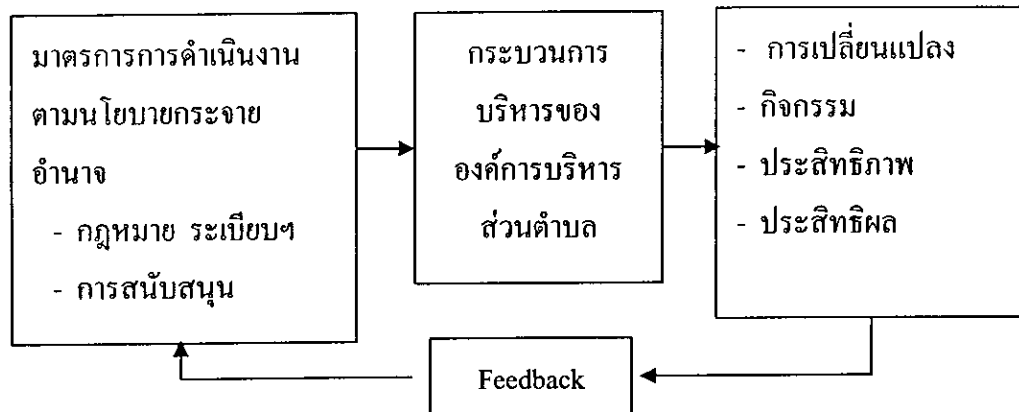 มาตรการการดำเนินงาน
ตามนโยบายกระจาย
อำนาจ
- กฎหมาย ระเบียบฯ
- การสนับสนุน
กระบวนการ
บริหารของ
องค์การบริหาร
ส่วนตำบล
- การเปลี่ยนแปลง
- กิจกรรม
- ประสิทธิภาพ
- ประสิทธิผล
Feedback